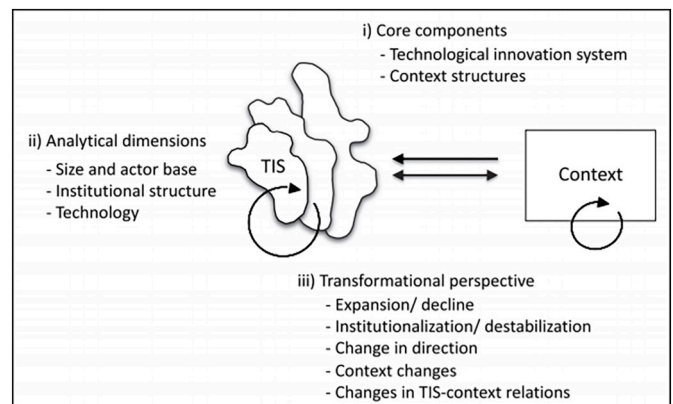 i) Core components
- Technological innovation system
- Context structures
ii) Analytical dimensions
- Size and actor base
- Institutional structure
- Technology
TIS
Context
iii) Transformational perspective
- Expansion/ decline
- Institutionalization/ destabilization
- Change in direction
- Context changes
- Changes in TIS-context relations